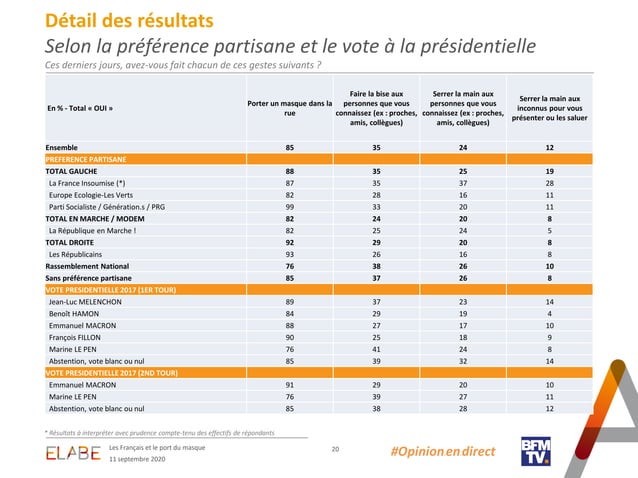 Détail des résultats
Selon la préférence partisane et le vote à la présidentielle
Ces derniers jours, avez-vous fait chacun de ces gestes suivants ?
En % - Total « OUI »
Porter un masque dans la
rue
Faire la bise aux
personnes que vous
connaissez (ex : proches,
amis, collègues)
Serrer la main aux
personnes que vous
connaissez (ex : proches,
amis, collègues)
Serrer la main aux
inconnus pour vous
présenter ou les saluer
Ensemble 85 35 24 12
PREFERENCE PARTISANE
TOTAL GAUCHE 88 35 25 19
La France Insoumise (*) 87 35 37 28
Europe Ecologie-Les Verts 82 28 16 11
Parti Socialiste / Génération.s / PRG 99 33 20 11
TOTAL EN MARCHE / MODEM 82 24 20 8
La République en Marche ! 82 25 24 5
TOTAL DROITE 92 29 20 8
Les Républicains 93 26 16 8
Rassemblement National 76 38 26 10
Sans préférence partisane 85 37 26 8
VOTE PRESIDENTIELLE 2017 (1ER TOUR)
Jean-Luc MELENCHON 89 37 23 14
Benoît HAMON 84 29 19 4
Emmanuel MACRON 88 27 17 10
François FILLON 90 25 18 9
Marine LE PEN 76 41 24 8
Abstention, vote blanc ou nul 85 39 32 14
VOTE PRESIDENTIELLE 2017 (2ND TOUR)
Emmanuel MACRON 91 29 20 10
Marine LE PEN 76 39 27 11
Abstention, vote blanc ou nul 85 38 28 12
* Résultats à interpréter avec prudence compte-tenu des effectifs de répondants
ELABE
Les Français et le port du masque
11 septembre 2020
20
#Opinion en direct
BFM
TV.